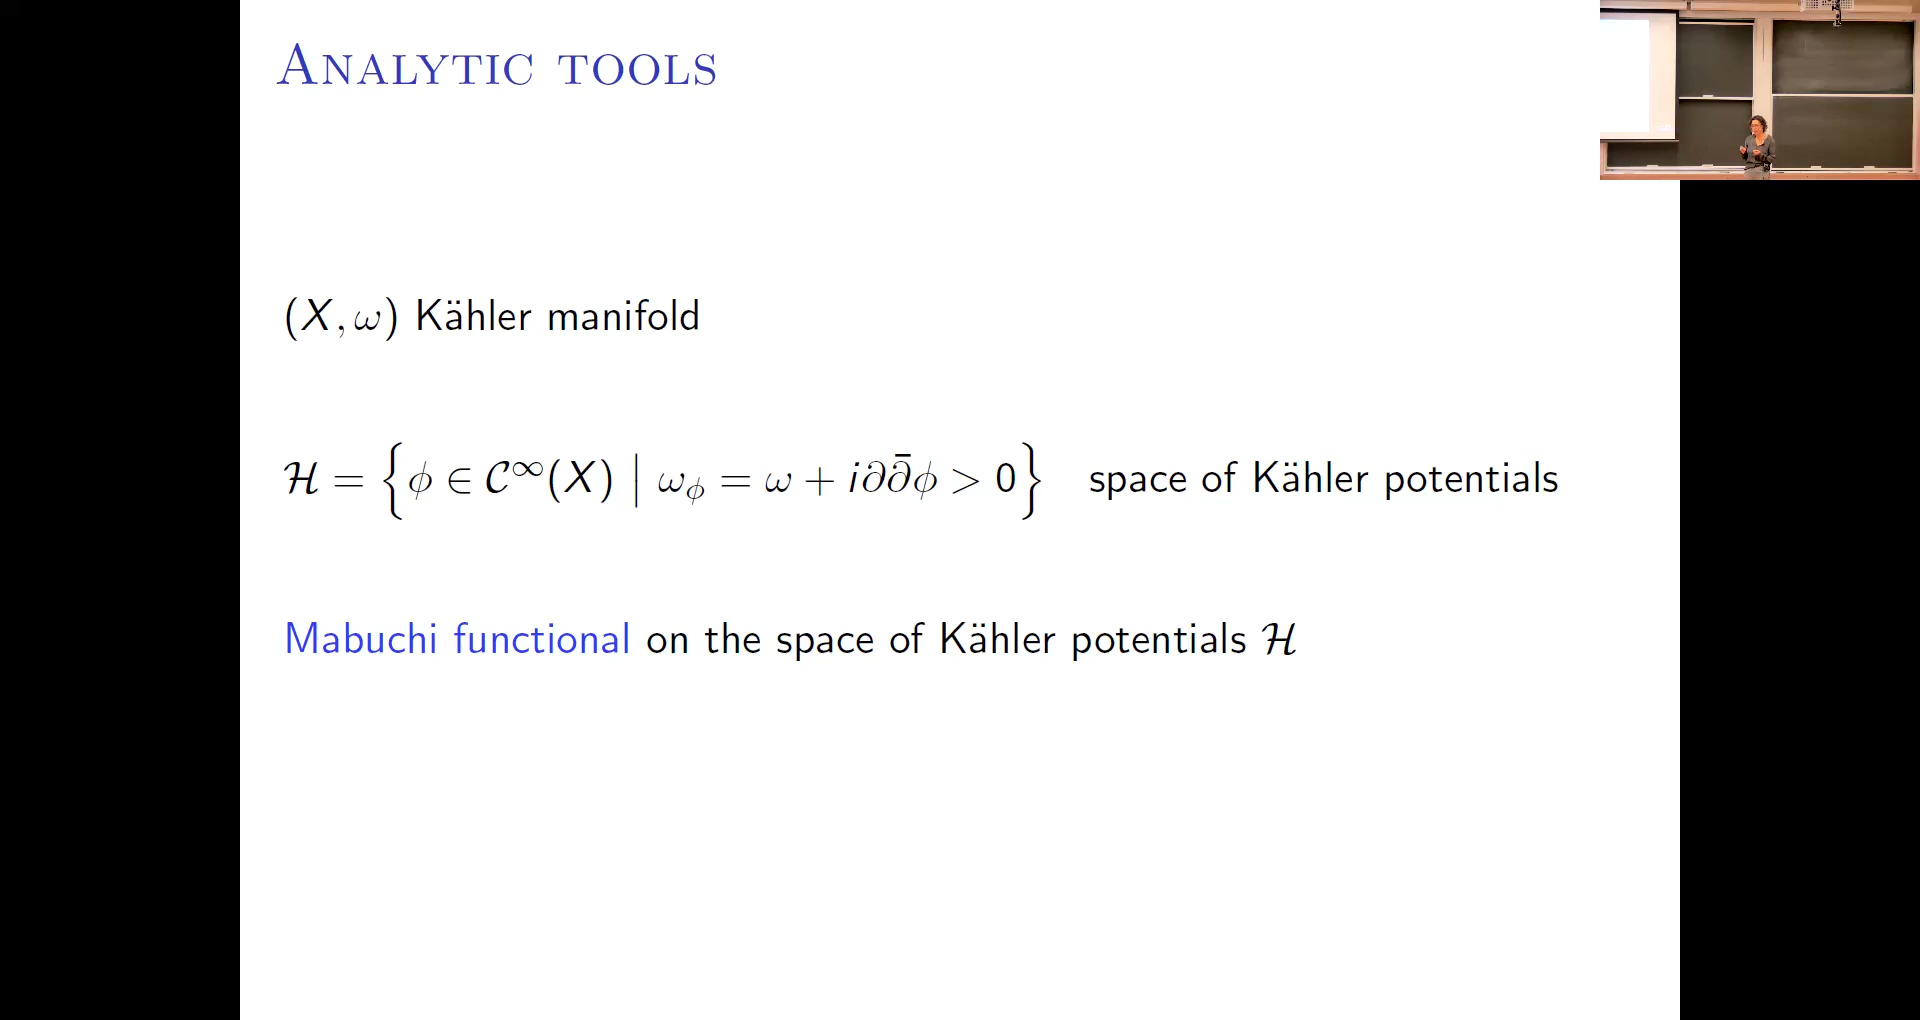 Analytic tools
(X, ω) Kähler manifold
ℋ = {ϕ ∈ 𝒞^∞(X) | ω_ϕ = ω + i∂∂̄ϕ > 0} space of Kähler potentials
Mabuchi functional on the space of Kähler potentials ℋ